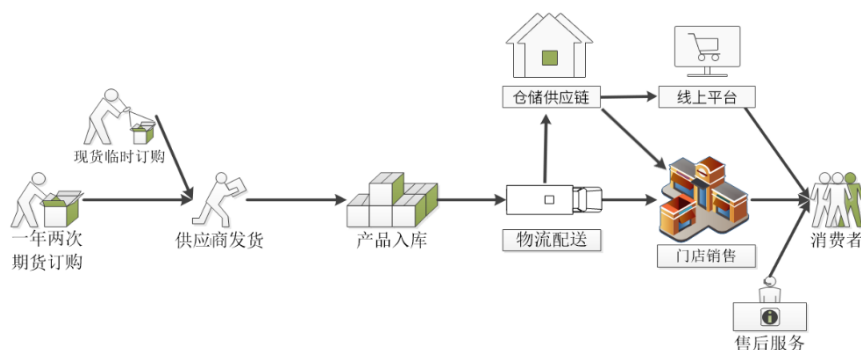 仓储供应链
线上平台
现货临时订购
一年两次
期货订购
供应商发货
产品入库
物流配送
门店销售
消费者
售后服务